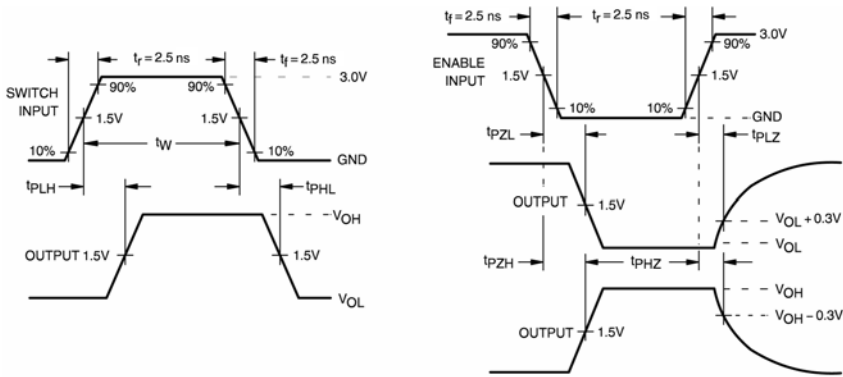 tr = 2.5 ns
tf = 2.5 ns
3.0V
90%
90%
SWITCH
INPUT
1.5V
1.5V
tW
10%
10%
GND
tPLH
tPHL
VOH
OUTPUT 1.5V
1.5V
VOL
tf = 2.5 ns
tr = 2.5 ns
3.0V
90%
90%
ENABLE
INPUT
1.5V
1.5V
10%
10%
GND
tPZL
tPLZ
OUTPUT
1.5V
VOL + 0.3V
VOL
tPZH
tPHZ
VOH
VOH – 0.3V
OUTPUT
1.5V